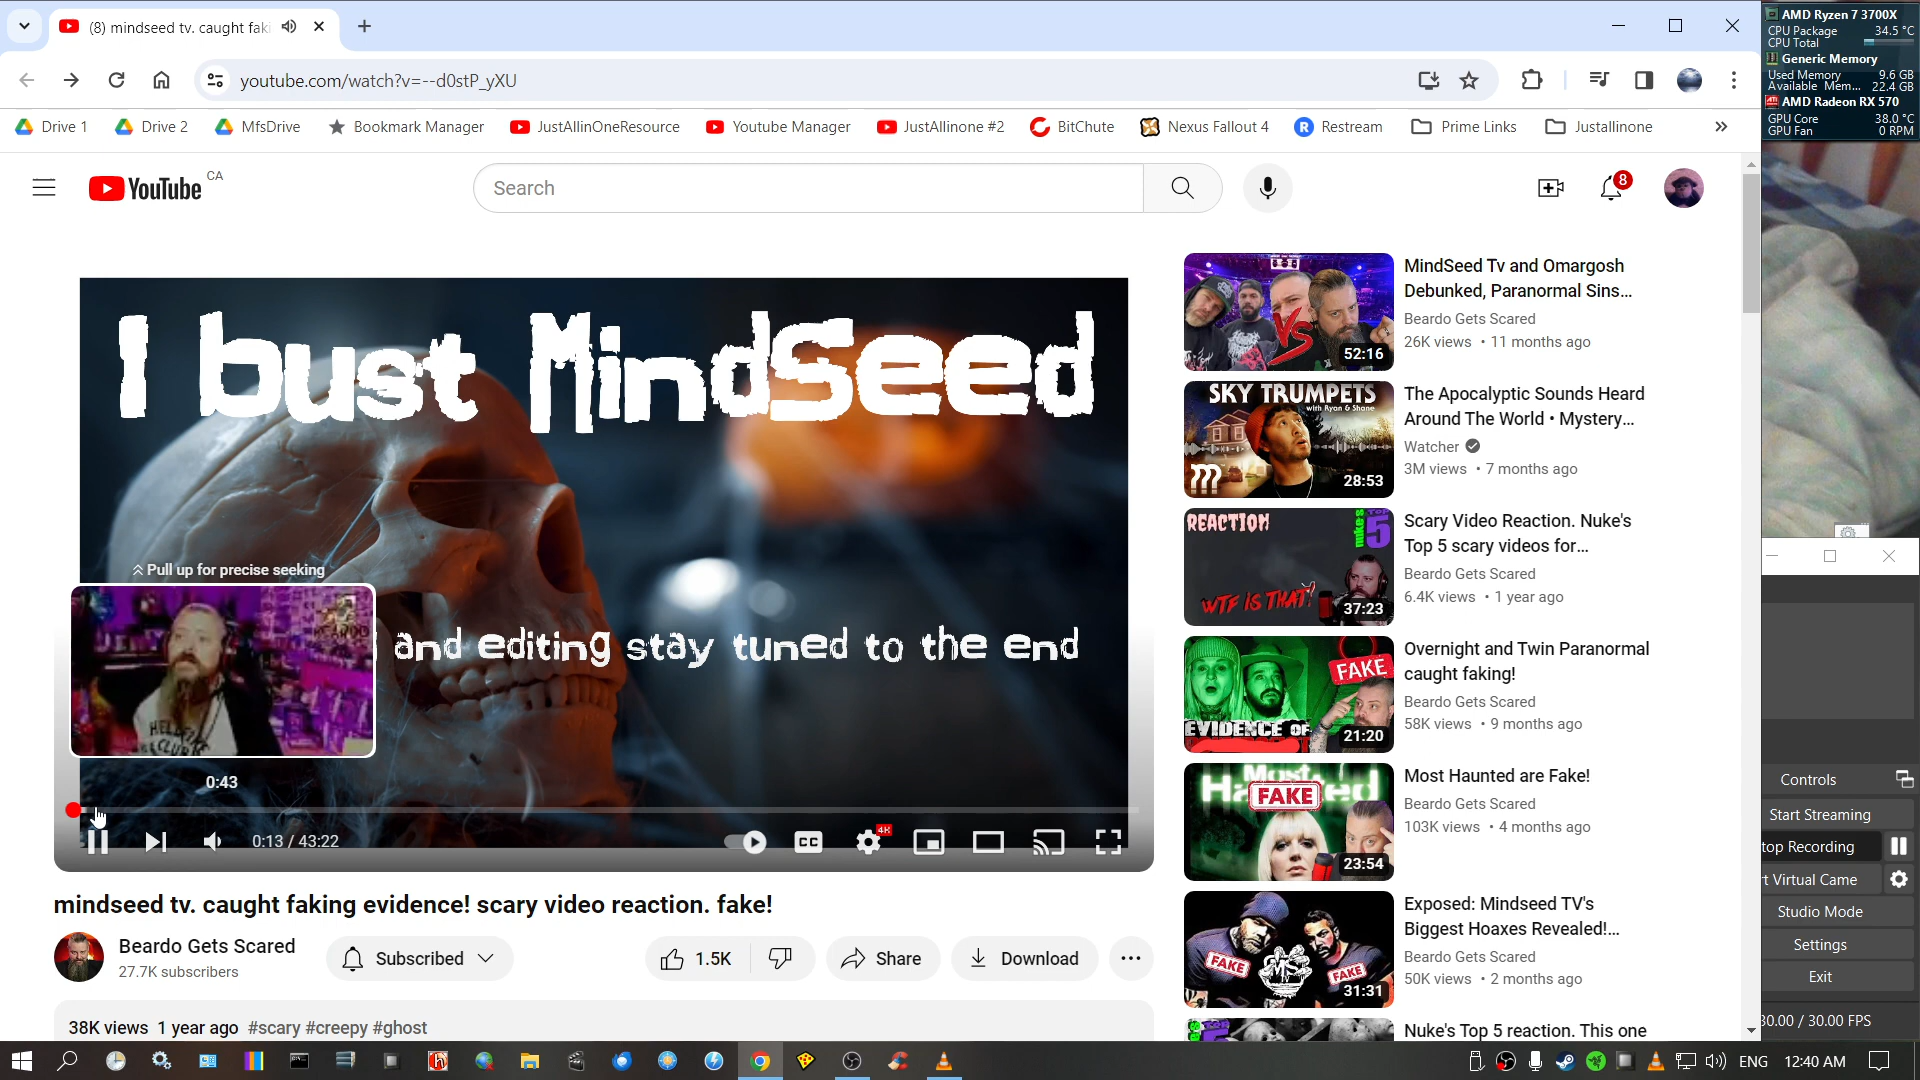 (8) mindseed tv. caught faki
youtube.com/watch?v=--d0stP_yXU
Drive 1
Drive 2
MfsDrive
Bookmark Manager
JustAllinOneResource
Youtube Manager
JustAllinone #2
BitChute
Nexus Fallout 4
Restream
Prime Links
Justallinone
AMD Ryzen 7 3700X
CPU Package 34.5 °C
CPU Total
Generic Memory
Used Memory 9.6 GB
Available Mem... 22.4 GB
AMD Radeon RX 570
GPU Core 38.0 °C
GPU Fan 0 RPM
YouTube CA
Search
8
I bust MindSeed
and editing stay tuned to the end
Pull up for precise seeking
0:43
0:13 / 43:22
CC
4K
mindseed tv. caught faking evidence! scary video reaction. fake!
Beardo Gets Scared
27.7K subscribers
Subscribed
1.5K
Share
Download
38K views 1 year ago #scary #creepy #ghost
VS
52:16
MindSeed Tv and Omargosh
Debunked, Paranormal Sins...
Beardo Gets Scared
26K views • 11 months ago
SKY TRUMPETS
with Ryan & Shane
28:53
The Apocalyptic Sounds Heard
Around The World • Mystery...
Watcher
3M views • 7 months ago
REACTION
nuke's TOP 5
WTF IS THAT?
37:23
Scary Video Reaction. Nuke's
Top 5 scary videos for...
Beardo Gets Scared
6.4K views • 1 year ago
FAKE
EVIDENCE OF
21:20
Overnight and Twin Paranormal
caught faking!
Beardo Gets Scared
58K views • 9 months ago
Most
Haunted
FAKE
23:54
Most Haunted are Fake!
Beardo Gets Scared
103K views • 4 months ago
FAKE
FAKE
31:31
Exposed: Mindseed TV's
Biggest Hoaxes Revealed!...
Beardo Gets Scared
50K views • 2 months ago
Nuke's Top 5 reaction. This one
Controls
Start Streaming
top Recording
t Virtual Came
Studio Mode
Settings
Exit
30.00 / 30.00 FPS
ENG
12:40 AM